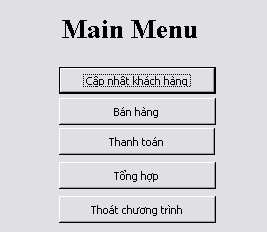 Main Menu
Cập nhật khách hàng
Bán hàng
Thanh toán
Tổng hợp
Thoát chương trình